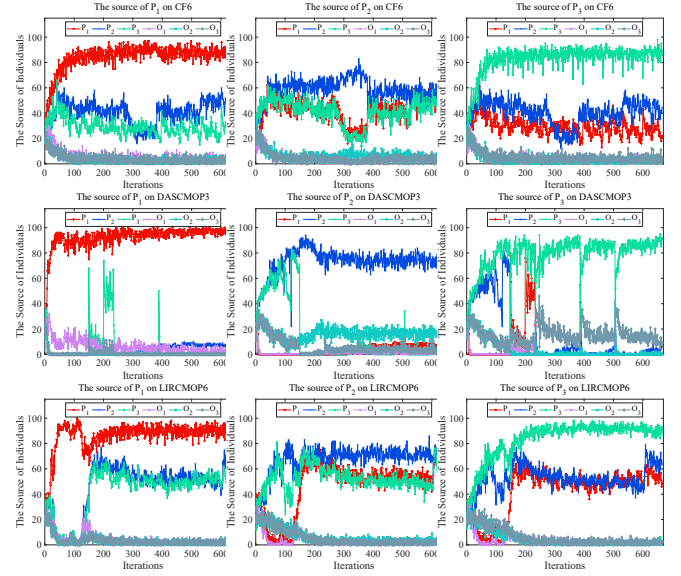 The source of P1 on CF6
The source of P2 on CF6
The source of P3 on CF6
P1 P2 P3 O1 O2 O3
P1 P2 P3 O1 O2 O3
P1 P2 P3 O1 O2 O3
The Source of Individuals
The Source of Individuals
The Source of Individuals
100
80
60
40
20
0
100
80
60
40
20
0
100
80
60
40
20
0
0 100 200 300 400 500 600
0 100 200 300 400 500 600
0 100 200 300 400 500 600
Iterations
Iterations
Iterations
The source of P1 on DASCMOP3
The source of P2 on DASCMOP3
The source of P3 on DASCMOP3
P1 P2 P3 O1 O2 O3
P1 P2 P3 O1 O2 O3
P1 P2 P3 O1 O2 O3
The Source of Individuals
The Source of Individuals
The Source of Individuals
100
80
60
40
20
0
100
80
60
40
20
0
100
80
60
40
20
0
0 100 200 300 400 500 600
0 100 200 300 400 500 600
0 100 200 300 400 500 600
Iterations
Iterations
Iterations
The source of P1 on LIRCMOP6
The source of P2 on LIRCMOP6
The source of P3 on LIRCMOP6
P1 P2 P3 O1 O2 O3
P1 P2 P3 O1 O2 O3
P1 P2 P3 O1 O2 O3
The Source of Individuals
The Source of Individuals
The Source of Individuals
100
80
60
40
20
0
100
80
60
40
20
0
100
80
60
40
20
0
0 100 200 300 400 500 600
0 100 200 300 400 500 600
0 100 200 300 400 500 600
Iterations
Iterations
Iterations